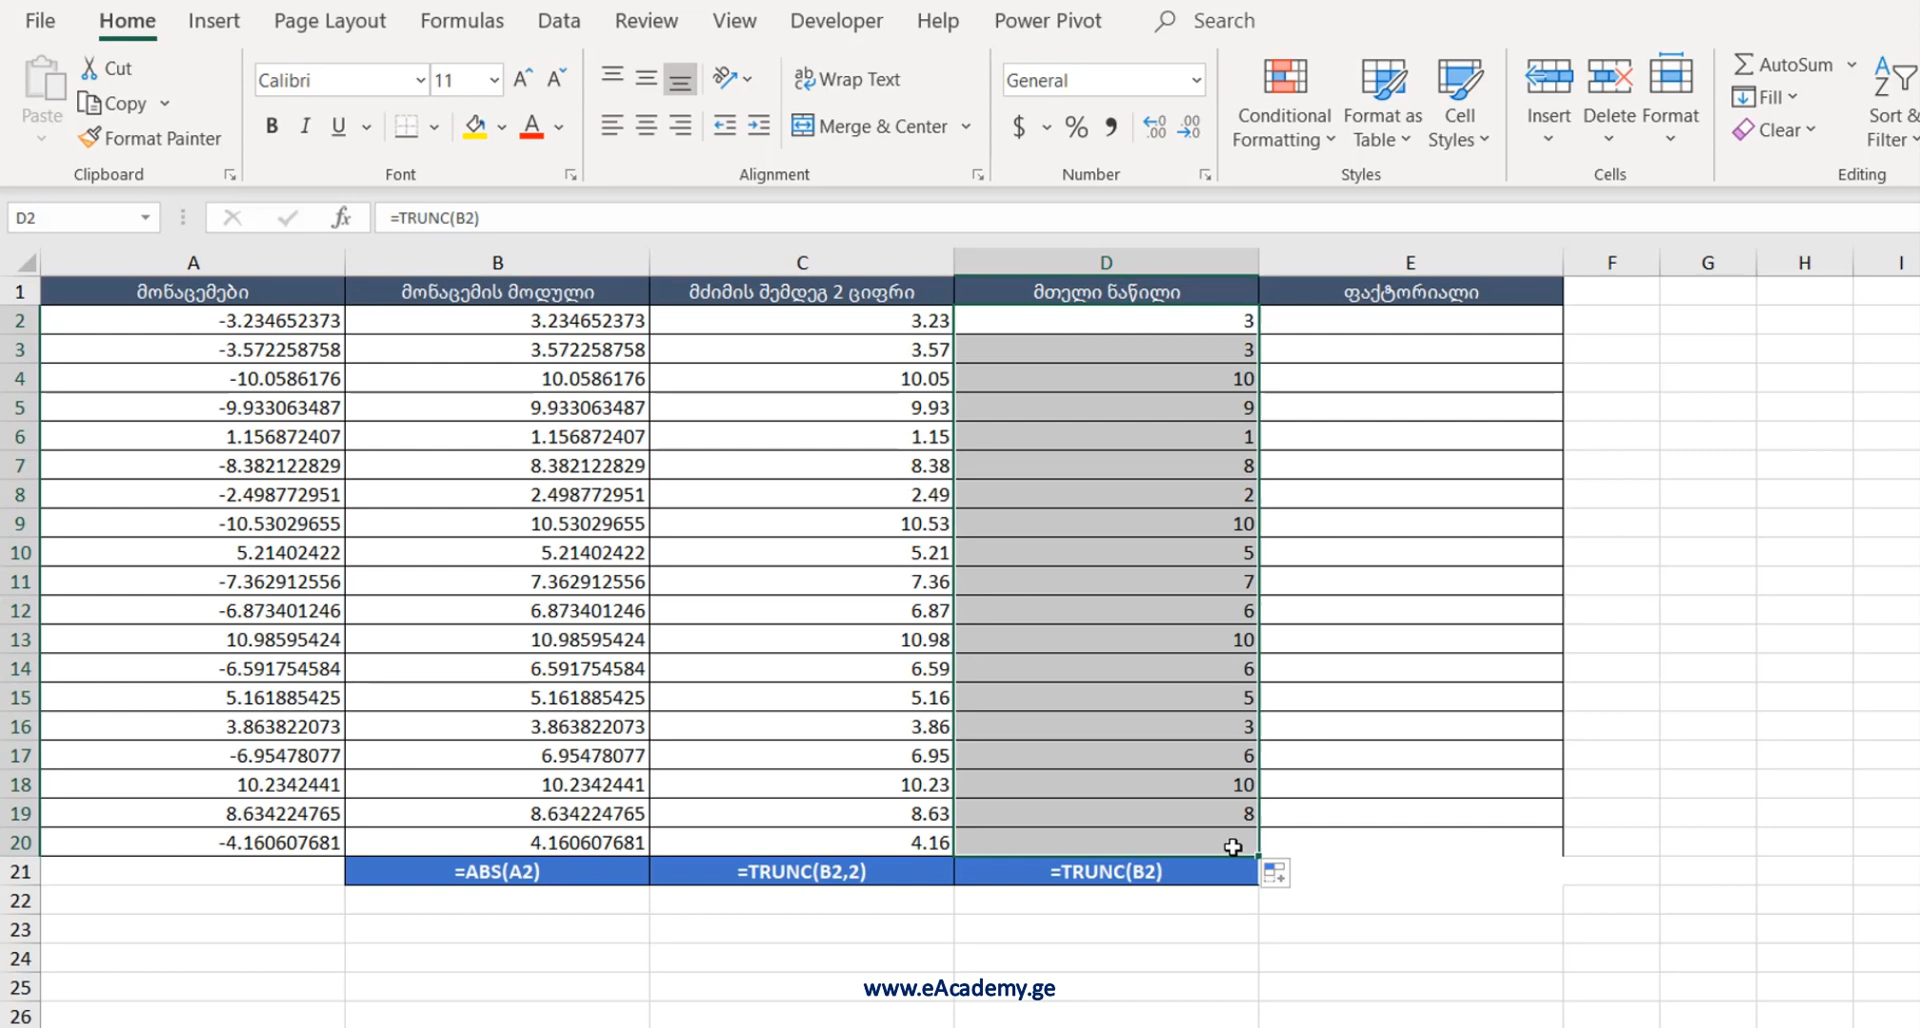 File Home Insert Page Layout Formulas Data Review View Developer Help Power Pivot Search
Paste Cut Copy Format Painter Clipboard
Calibri 11 B I U A Font
ab Wrap Text Merge & Center Alignment
General $ % Number
Conditional Formatting Format as Table Cell Styles Styles
Insert Delete Format Cells
AutoSum Fill Clear Sort & Filter Editing
D2 fx =TRUNC(B2)
A B C D E F G H I
1 მონაცემები მონაცემის მოდული მძიმის შემდეგ 2 ციფრი მთელი ნაწილი ფაქტორიალი
2 -3.234652373 3.234652373 3.23 3
3 -3.572258758 3.572258758 3.57 3
4 -10.0586176 10.0586176 10.05 10
5 -9.933063487 9.933063487 9.93 9
6 1.156872407 1.156872407 1.15 1
7 -8.382122829 8.382122829 8.38 8
8 -2.498772951 2.498772951 2.49 2
9 -10.53029655 10.53029655 10.53 10
10 5.21402422 5.21402422 5.21 5
11 -7.362912556 7.362912556 7.36 7
12 -6.873401246 6.873401246 6.87 6
13 10.98595424 10.98595424 10.98 10
14 -6.591754584 6.591754584 6.59 6
15 5.161885425 5.161885425 5.16 5
16 3.863822073 3.863822073 3.86 3
17 -6.95478077 6.95478077 6.95 6
18 10.2342441 10.2342441 10.23 10
19 8.634224765 8.634224765 8.63 8
20 -4.160607681 4.160607681 4.16
21 =ABS(A2) =TRUNC(B2,2) =TRUNC(B2)
22
23
24
25 www.eAcademy.ge
26